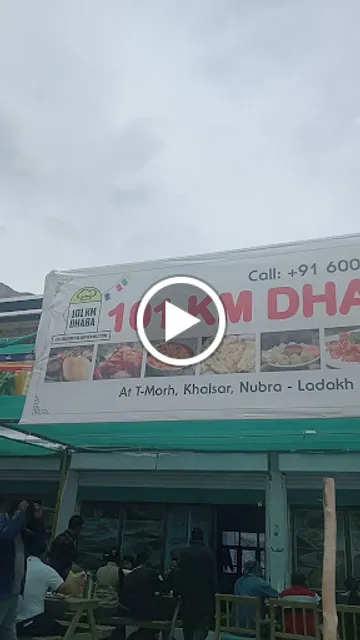 Call: +91 600
101 KM
DHABA
101 KM DHA
At T-Morh, Khalsar, Nubra - Ladakh